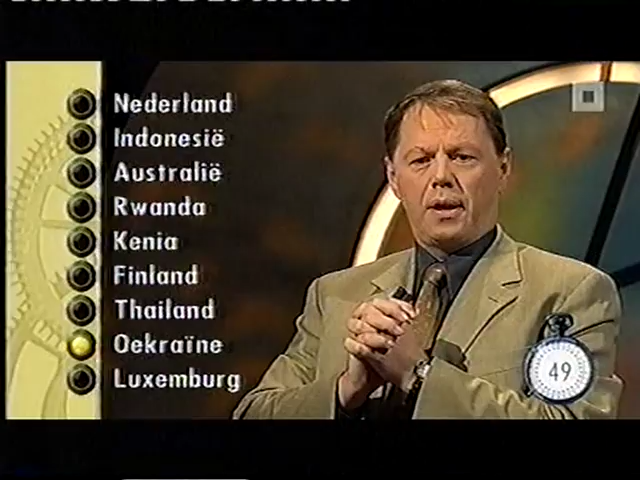 Nederland
Indonesië
Australië
Rwanda
Kenia
Finland
Thailand
Oekraïne
Luxemburg
49